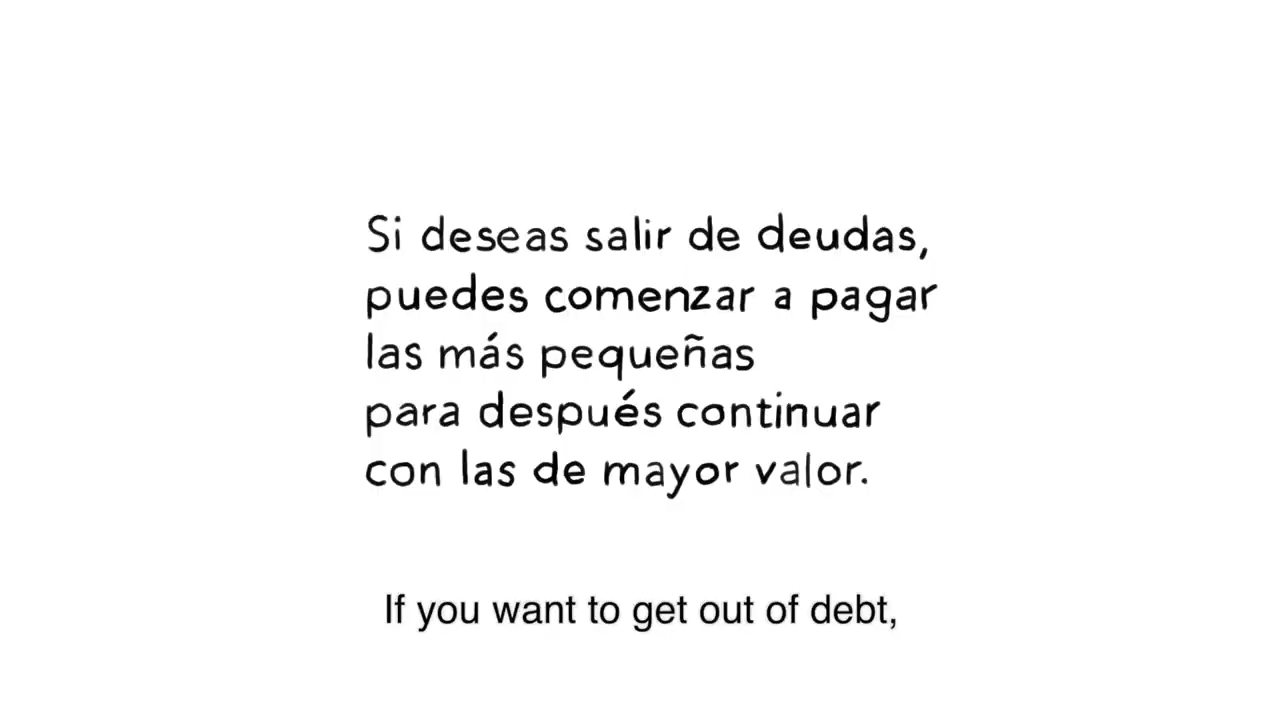 Si deseas salir de deudas,
puedes comenzar a pagar
las más pequeñas
para después continuar
con las de mayor valor.
If you want to get out of debt,